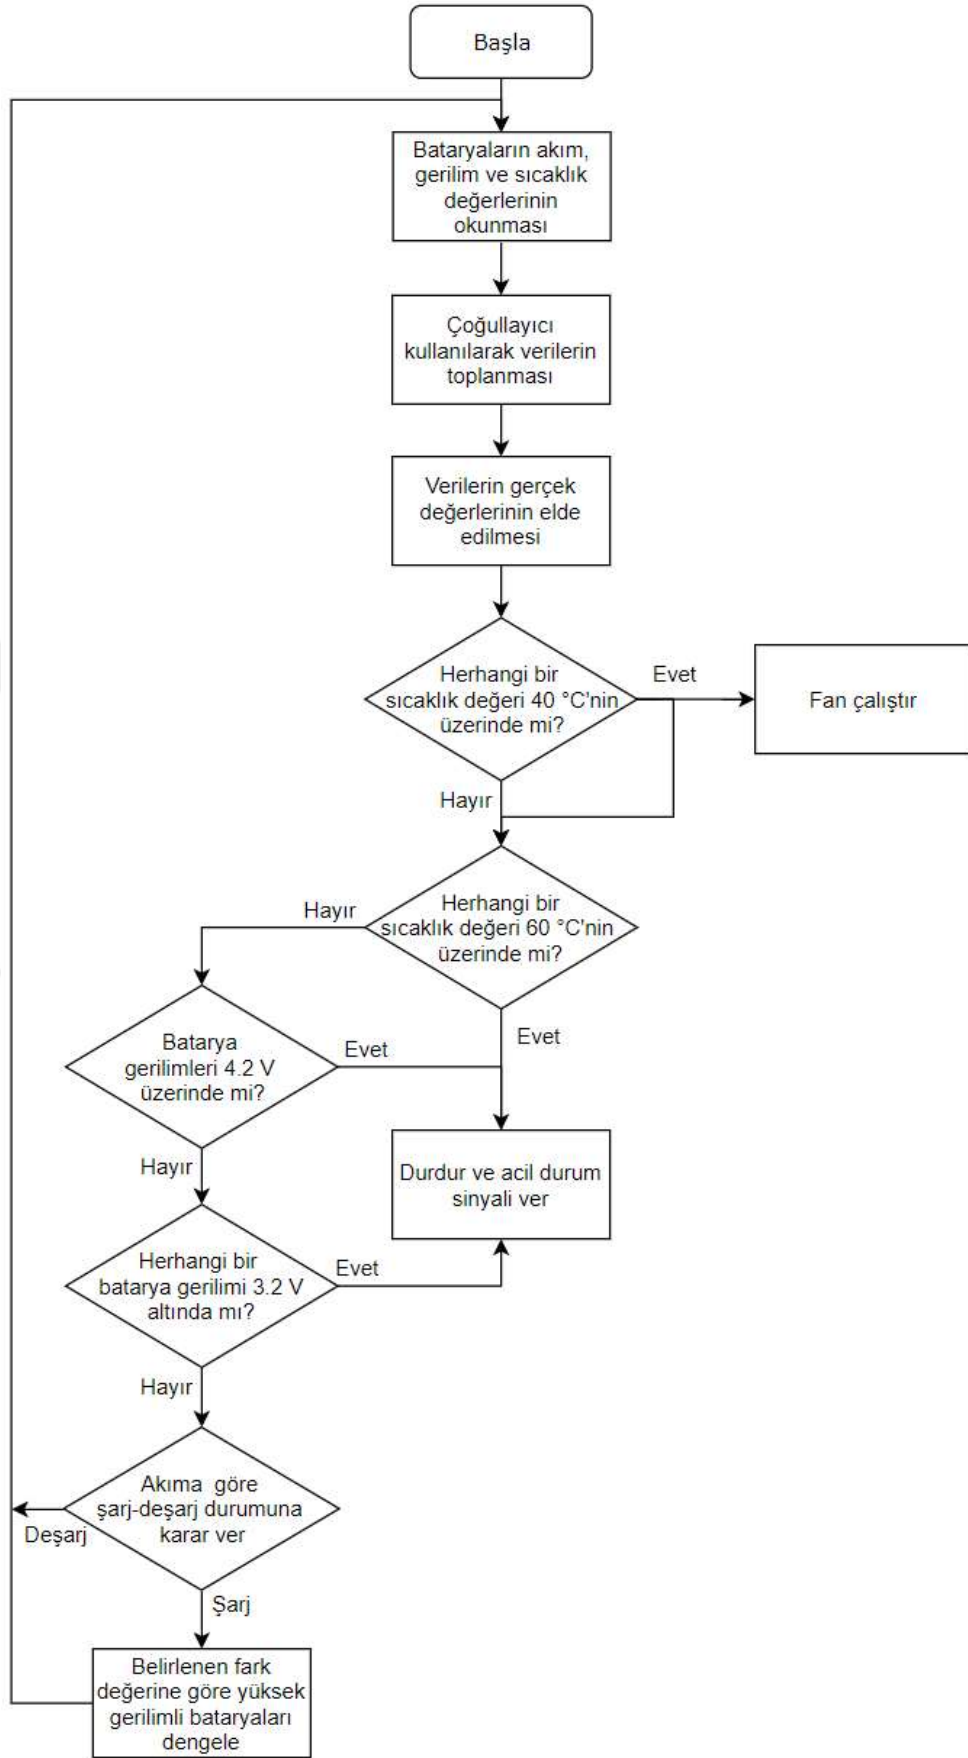 Başla
Bataryaların akım,
gerilim ve sıcaklık
değerlerinin
okunması
Çoğullayıcı
kullanılarak verilerin
toplanması
Verilerin gerçek
değerlerinin elde
edilmesi
Herhangi bir
sıcaklık değeri 40 °C'nin
üzerinde mi?
Evet
Fan çalıştır
Hayır
Herhangi bir
sıcaklık değeri 60 °C'nin
üzerinde mi?
Hayır
Evet
Batarya
gerilimleri 4.2 V
üzerinde mi?
Evet
Hayır
Durdur ve acil durum
sinyali ver
Herhangi bir
batarya gerilimi 3.2 V
altında mı?
Evet
Hayır
Akıma göre
şarj-deşarj durumuna
karar ver
Deşarj
Şarj
Belirlenen fark
değerine göre yüksek
gerilimli bataryaları
dengele